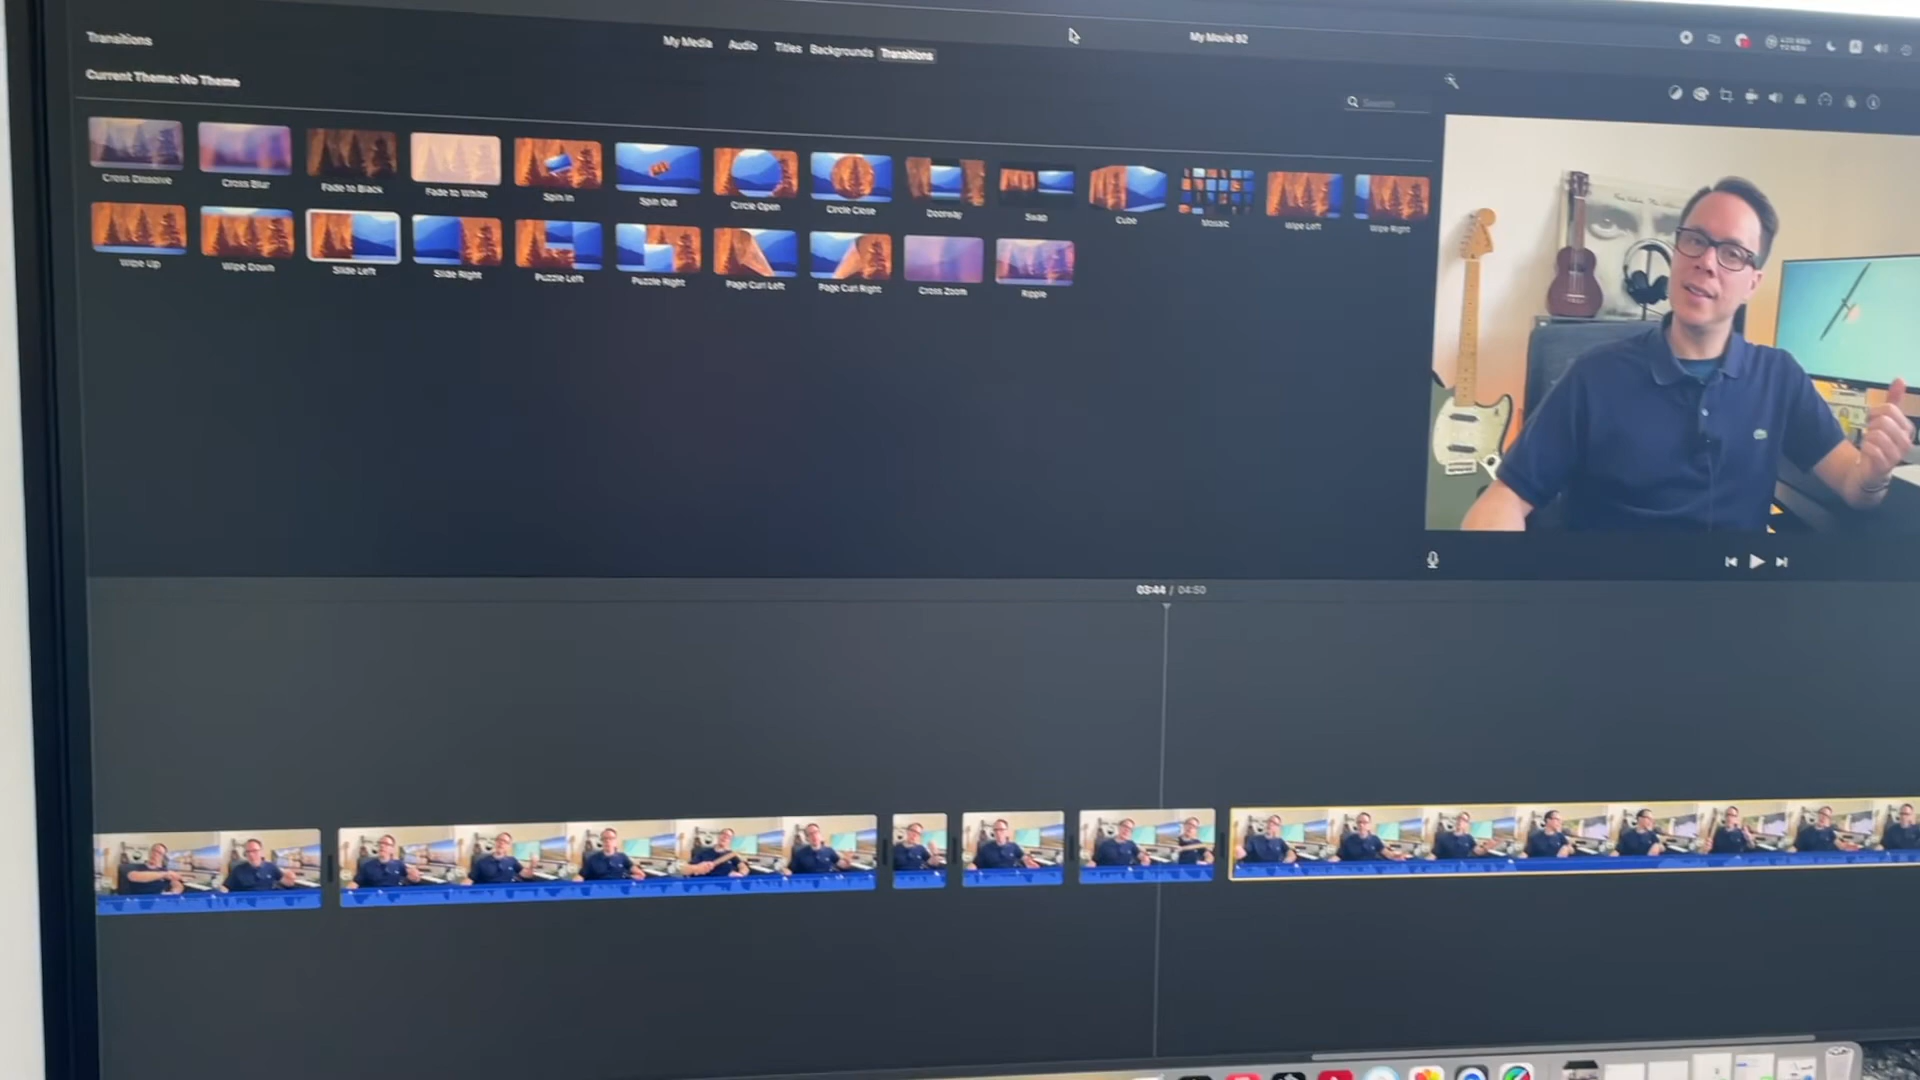 Transitions
My Media Audio Titles Backgrounds Transitions
My Movie 92
Current Theme: No Theme
Search
Cross Dissolve Cross Blur Fade to Black Fade to White Spin In Spin Out Circle Open Circle Close Doorway Swap Cube Mosaic Wipe Left Wipe Right
Wipe Up Wipe Down Slide Left Slide Right Puzzle Left Puzzle Right Page Curl Left Page Curl Right Cross Zoom Ripple
03:44 / 04:50